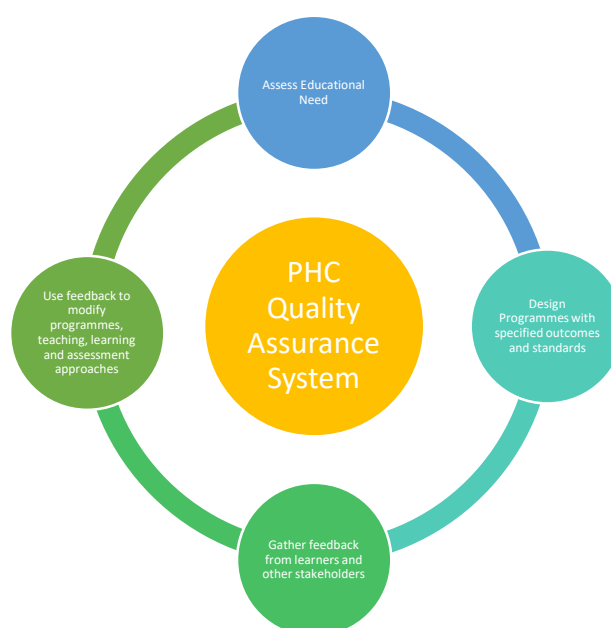 Assess Educational
Need
PHC
Quality
Assurance
System
Design
Programmes with
specified outcomes
and standards
Gather feedback
from learners and
other stakeholders
Use feedback to
modify
programmes,
teaching, learning
and assessment
approaches